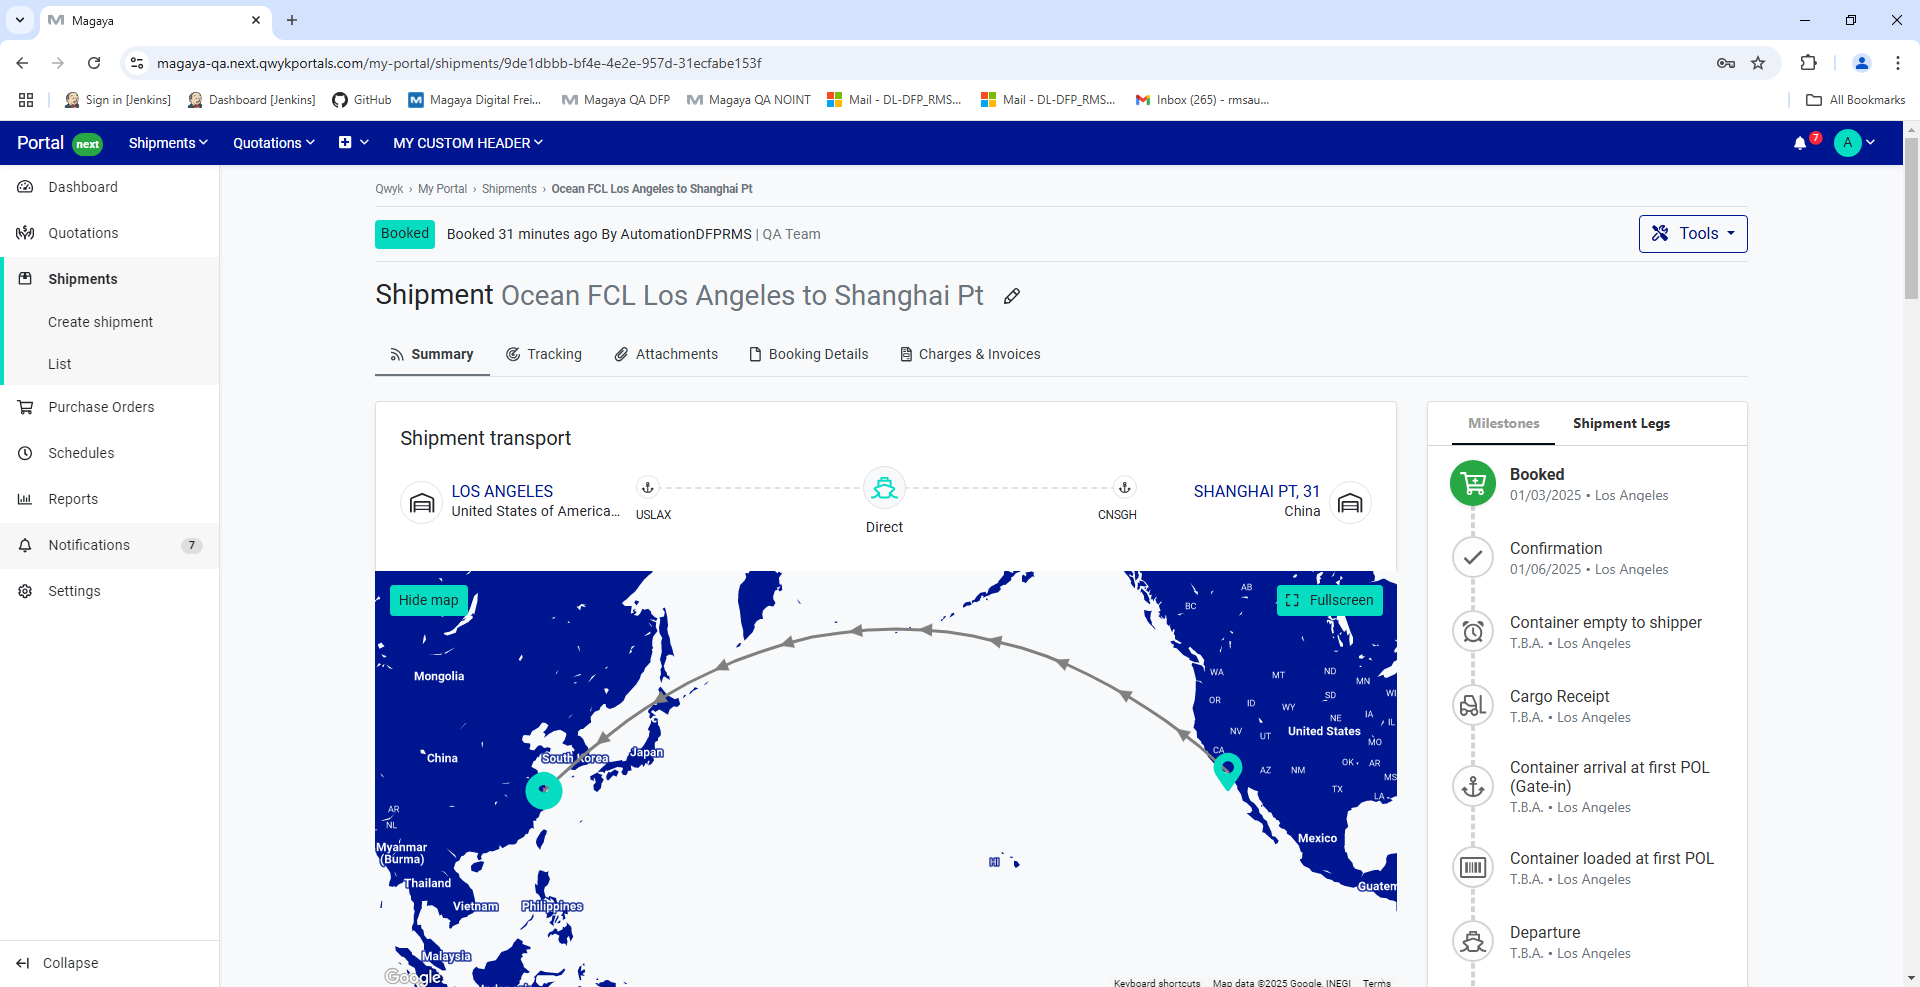 Magaya
magaya-qa.next.qwykportals.com/my-portal/shipments/9de1dbbb-bf4e-4e2e-957d-31ecfabe153f
Sign in [Jenkins]
Dashboard [Jenkins]
GitHub
Magaya Digital Frei...
Magaya QA DFP
Magaya QA NOINT
Mail - DL-DFP_RMS...
Mail - DL-DFP_RMS...
Inbox (265) - rmsau...
All Bookmarks
Portal next
Shipments
Quotations
MY CUSTOM HEADER
7
A
Dashboard
Quotations
Shipments
Create shipment
List
Purchase Orders
Schedules
Reports
Notifications 7
Settings
Collapse
Qwyk › My Portal › Shipments › Ocean FCL Los Angeles to Shanghai Pt
Booked Booked 31 minutes ago By AutomationDFPRMS | QA Team
Tools
Shipment Ocean FCL Los Angeles to Shanghai Pt
Summary
Tracking
Attachments
Booking Details
Charges & Invoices
Shipment transport
LOS ANGELES
United States of America...
USLAX
Direct
CNSGH
SHANGHAI PT, 31
China
Hide map
Fullscreen
AB
BC
Mongolia
WA
MT
ND
MN
OR
ID
SD
WY
WI
NE
IA
IL
NV
UT
United States
MO
CA
China
South Korea
Japan
AZ
NM
OK
AR
MS
TX
LA
AR
NL
Mexico
Myanmar
(Burma)
HI
Thailand
Guatem
Vietnam
Philippines
Malaysia
Google
Keyboard shortcuts
Map data ©2025 Google, INEGI
Terms
Milestones
Shipment Legs
Booked
01/03/2025 • Los Angeles
Confirmation
01/06/2025 • Los Angeles
Container empty to shipper
T.B.A. • Los Angeles
Cargo Receipt
T.B.A. • Los Angeles
Container arrival at first POL
(Gate-in)
T.B.A. • Los Angeles
Container loaded at first POL
T.B.A. • Los Angeles
Departure
T.B.A. • Los Angeles